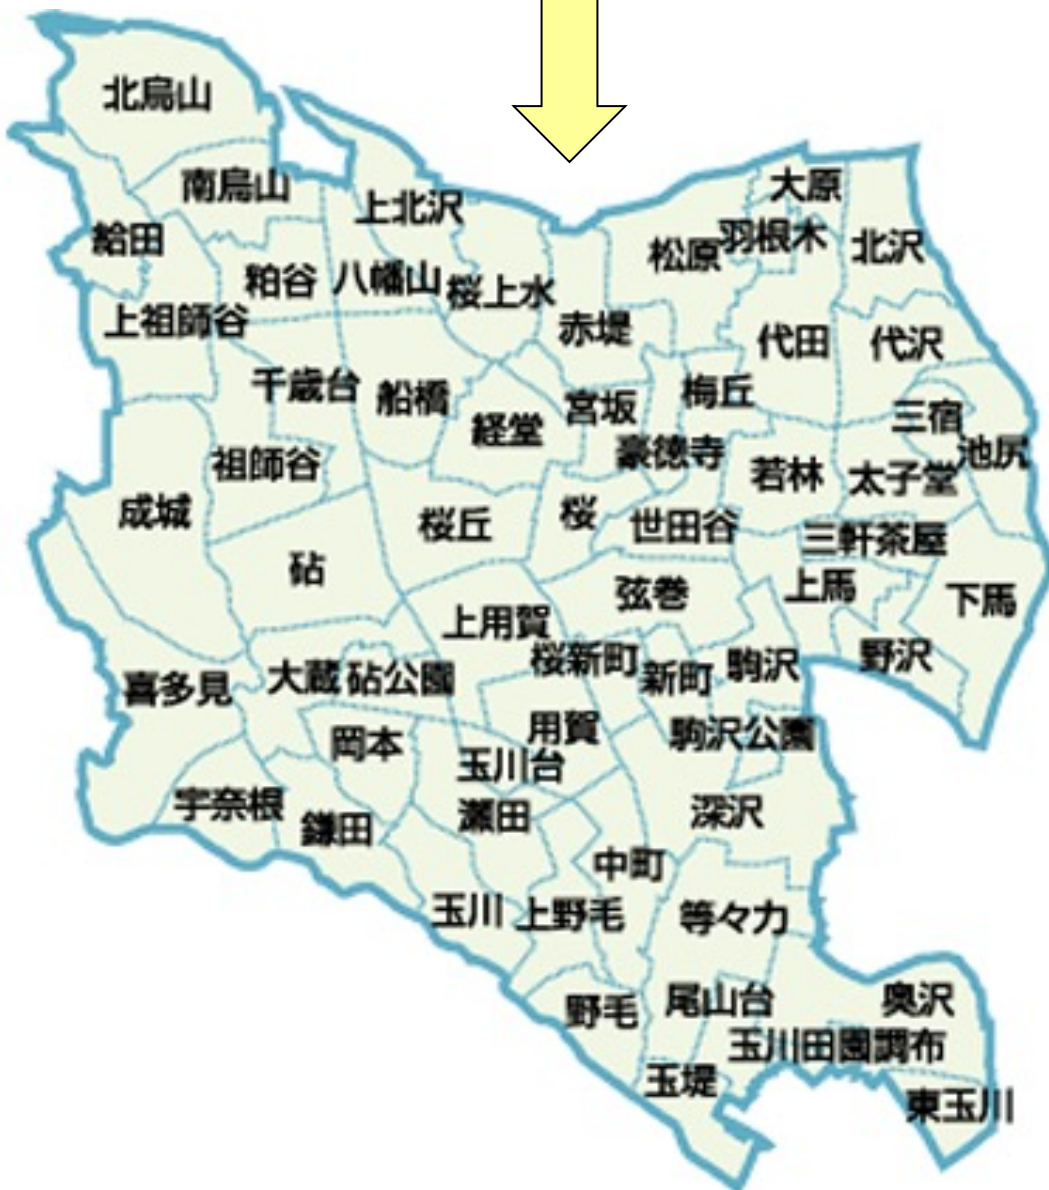 北烏山
南烏山
大原
上北沢
給田
羽根木
北沢
松原
粕谷
八幡山
桜上水
上祖師谷
赤堤
代田
代沢
千歳台
船橋
梅丘
宮坂
三宿
経堂
豪徳寺
池尻
祖師谷
若林
太子堂
成城
桜丘
桜
世田谷
三軒茶屋
砧
上馬
弦巻
下馬
上用賀
桜新町
野沢
喜多見
大蔵
砧公園
新町
駒沢
用賀
岡本
駒沢公園
玉川台
宇奈根
瀬田
深沢
鎌田
中町
玉川
上野毛
等々力
野毛
尾山台
奥沢
玉川田園調布
玉堤
東玉川